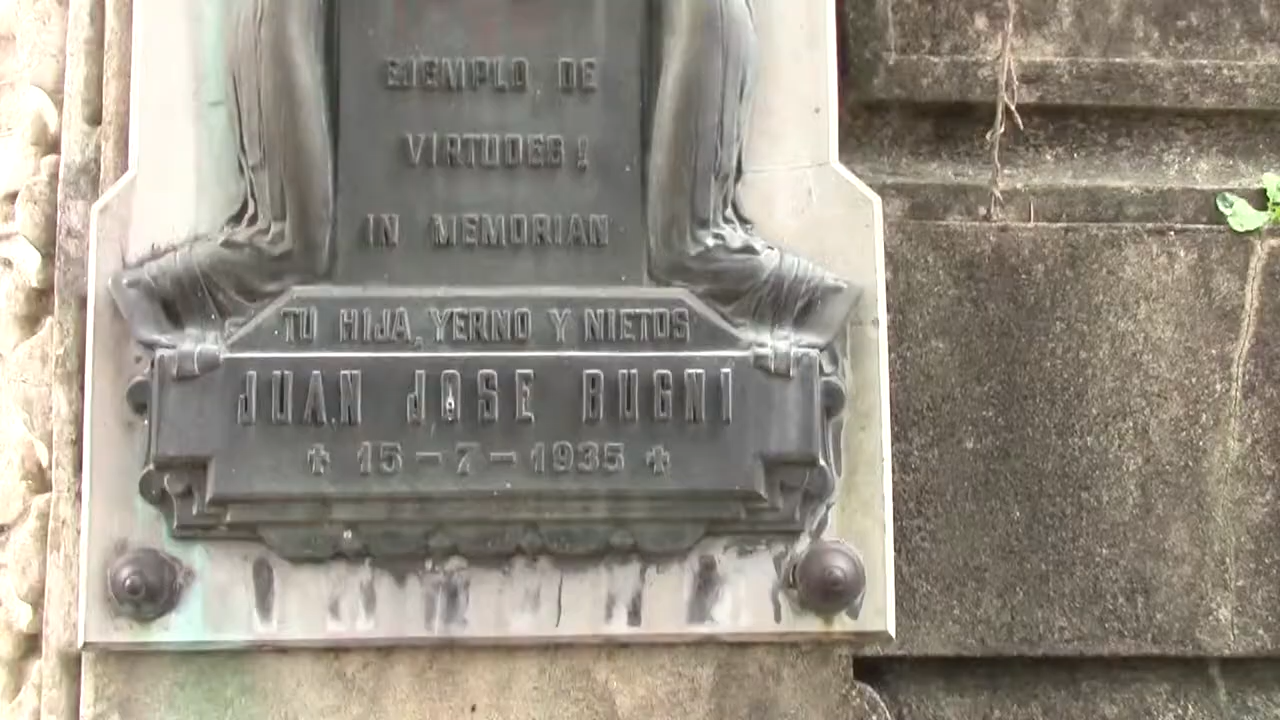 EJEMPLO DE
VIRTUDES!
IN MEMORIAN
TU HIJA, YERNO Y NIETOS
JUAN JOSE BUGNI
✝ 15-7-1935 ✝